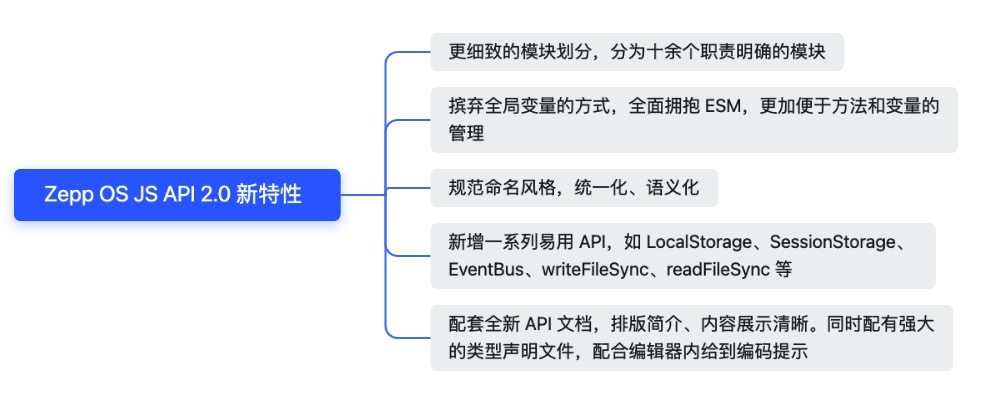 Zepp OS JS API 2.0 新特性
更细致的模块划分，分为十余个职责明确的模块
摈弃全局变量的方式，全面拥抱 ESM，更加便于方法和变量的
管理
规范命名风格，统一化、语义化
新增一系列易用 API，如 LocalStorage、SessionStorage、
EventBus、writeFileSync、readFileSync 等
配套全新 API 文档，排版简介、内容展示清晰。同时配有强大
的类型声明文件，配合编辑器内给到编码提示